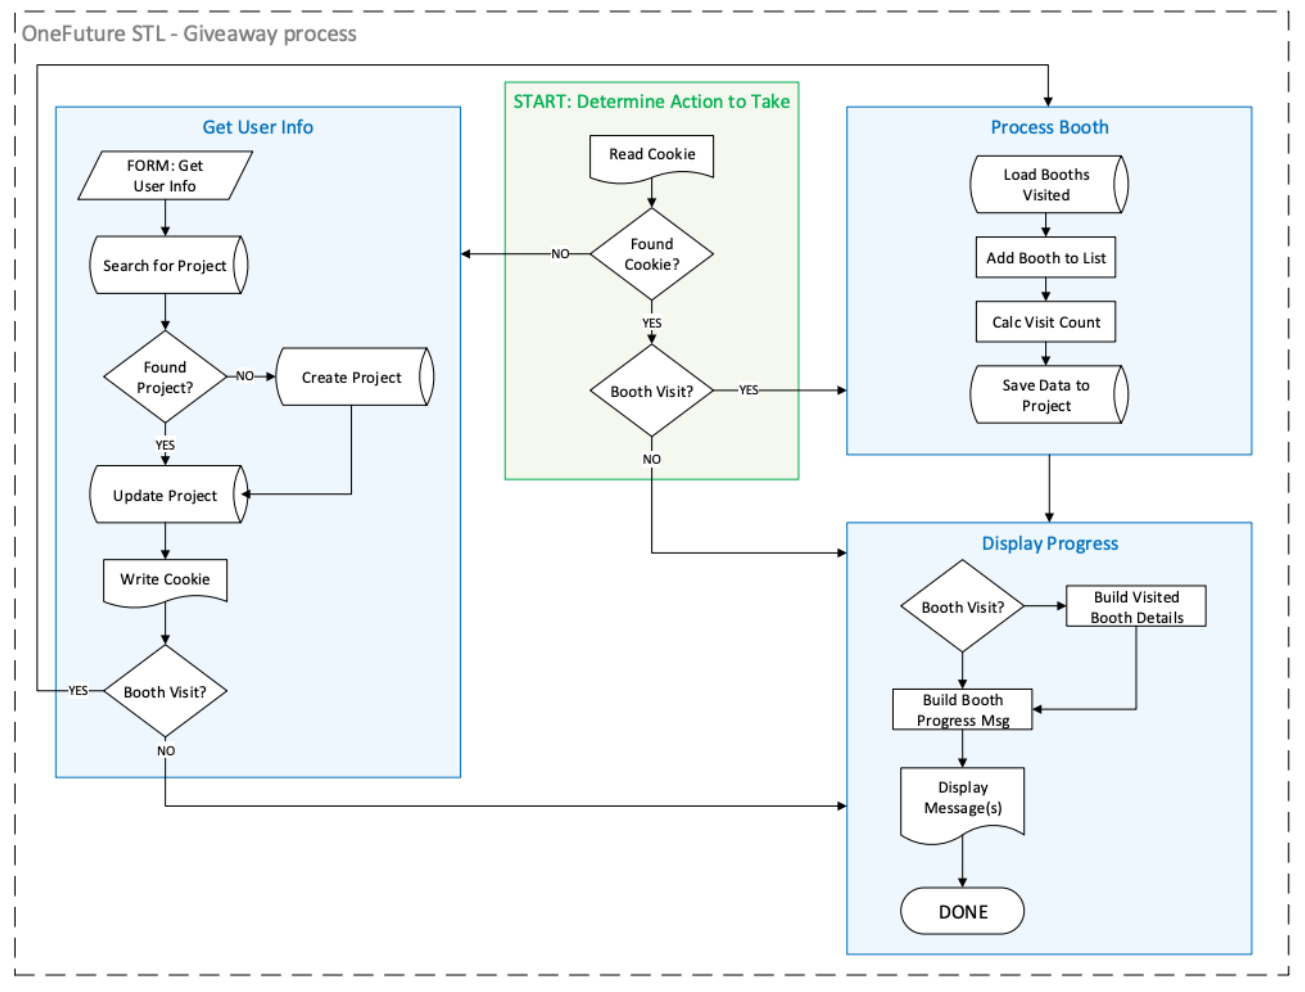 OneFuture STL - Giveaway process
Get User Info
FORM: Get
User Info
Search for Project
Found
Project?
NO
Create Project
YES
Update Project
Write Cookie
Booth Visit?
YES
NO
START: Determine Action to Take
Read Cookie
Found
Cookie?
NO
YES
Booth Visit?
YES
NO
Process Booth
Load Booths
Visited
Add Booth to List
Calc Visit Count
Save Data to
Project
Display Progress
Booth Visit?
Build Visited
Booth Details
Build Booth
Progress Msg
Display
Message(s)
DONE